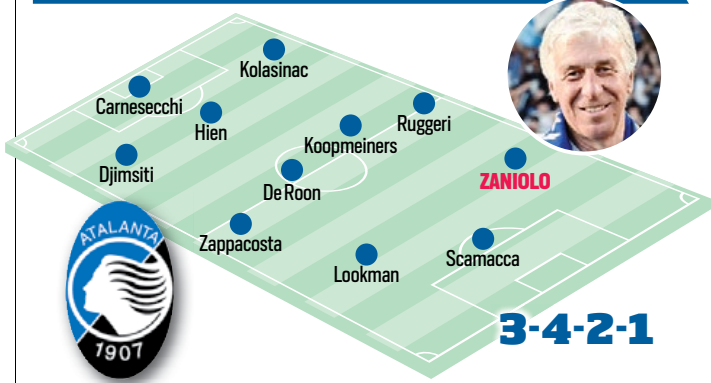 Kolasinac
Carnesecchi
Hien
Ruggeri
Koopmeiners
Djimsiti
De Roon
ZANIOLO
Zappacosta
Lookman
Scamacca
ATALANTA
1907
3-4-2-1